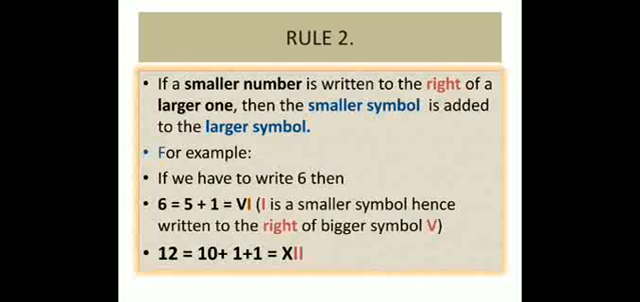 RULE 2.
• If a smaller number is written to the right of a
larger one, then the smaller symbol is added
to the larger symbol.
• For example:
• If we have to write 6 then
• 6 = 5 + 1 = VI (I is a smaller symbol hence
written to the right of bigger symbol V)
• 12 = 10+ 1+1 = XII